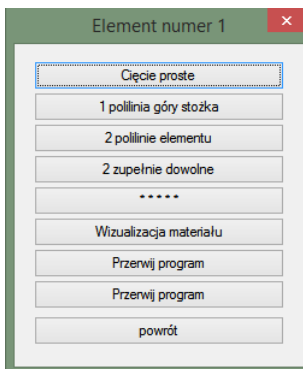 Element numer 1
Cięcie proste
1 polilinia góry stożka
2 polilinie elementu
2 zupełnie dowolne
* * * * *
Wizualizacja materiału
Przerwij program
Przerwij program
powrót